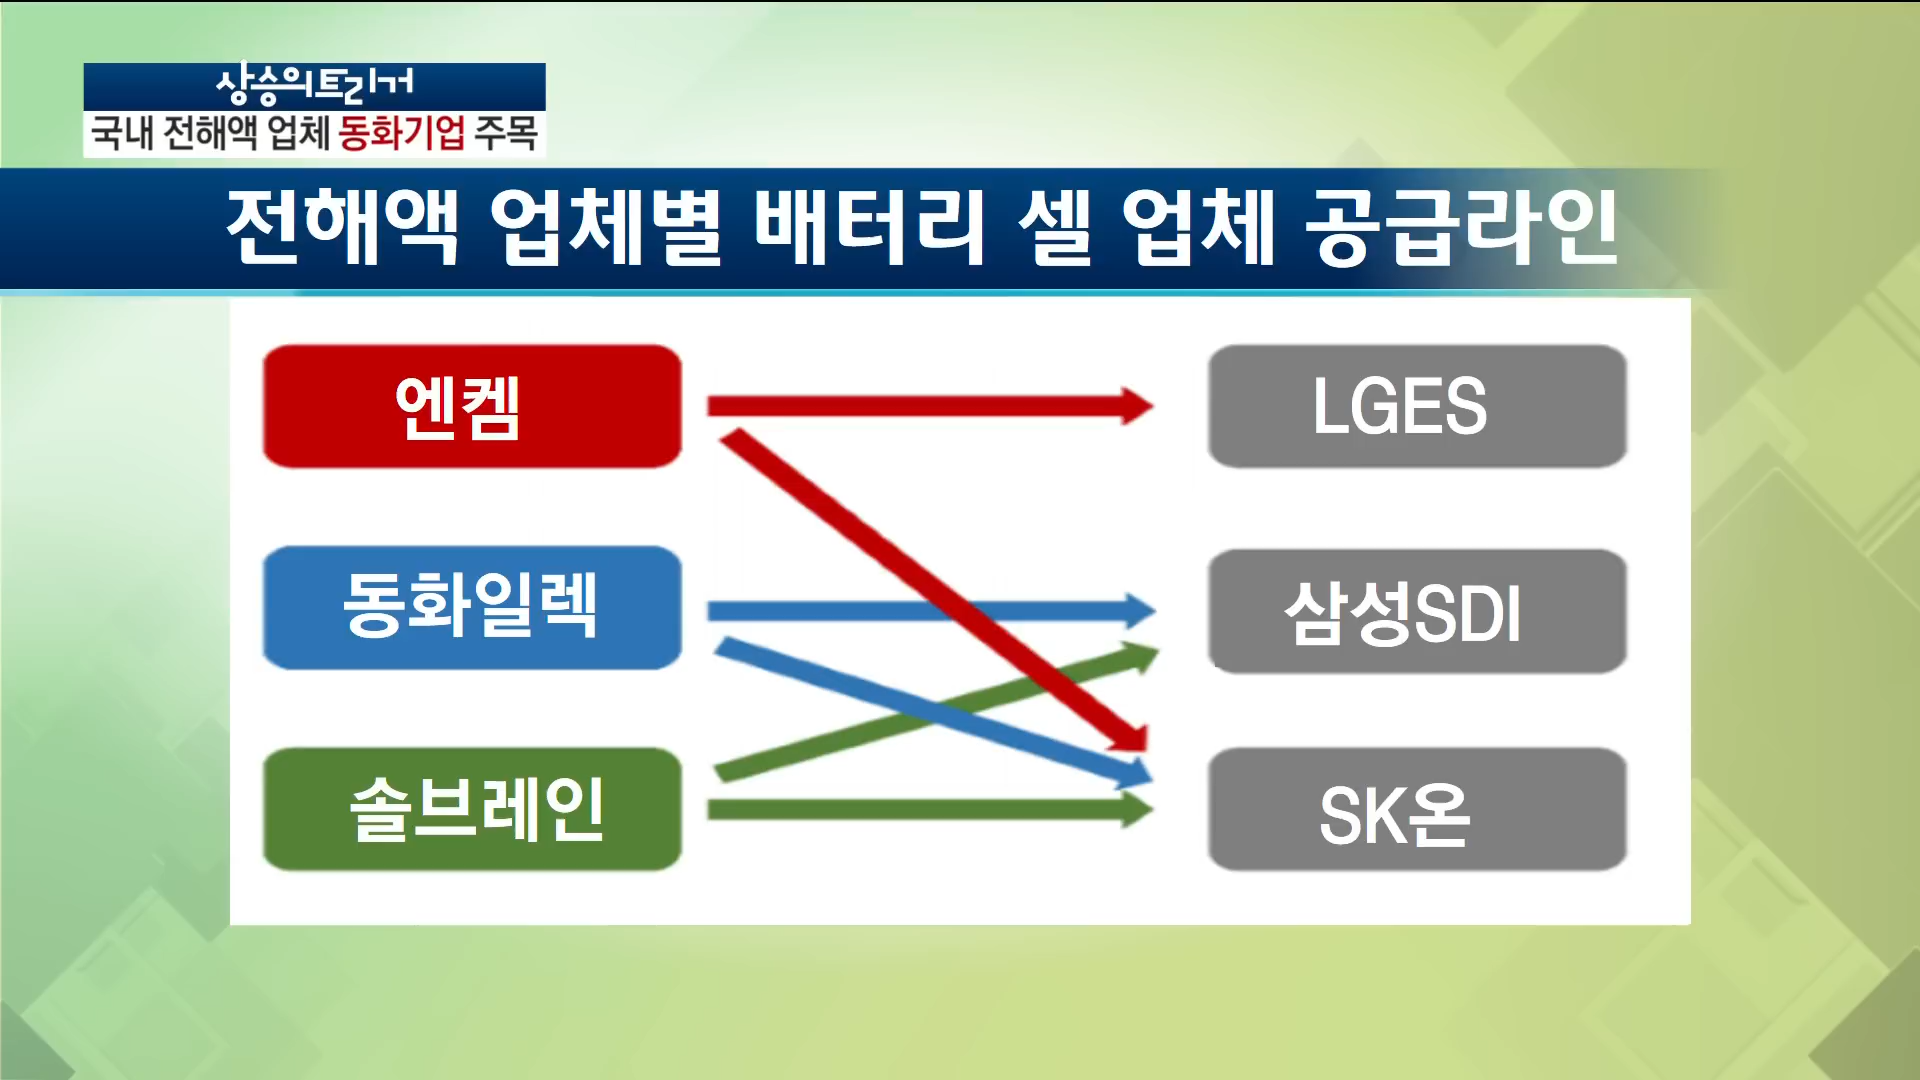 상승의트리거
국내 전해액 업체 동화기업 주목
전해액 업체별 배터리 셀 업체 공급라인
엔켐
LGES
동화일렉
삼성SDI
솔브레인
SK온